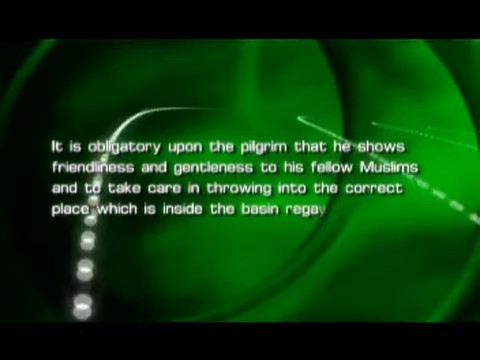 It is obligatory upon the pilgrim that he shows
friendliness and gentleness to his fellow Muslims
and to take care in throwing into the correct
place which is inside the basin